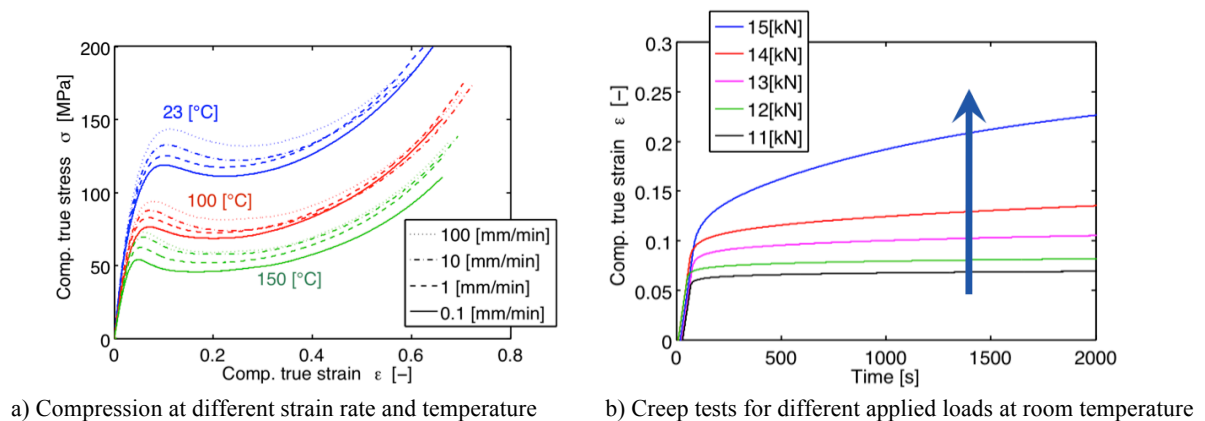 200
150
100
50
0
Comp. true stress σ [MPa]
23 [°C]
100 [°C]
150 [°C]
100 [mm/min]
10 [mm/min]
1 [mm/min]
0.1 [mm/min]
0 0.2 0.4 0.6 0.8
Comp. true strain ε [–]
a) Compression at different strain rate and temperature
15[kN]
14[kN]
13[kN]
12[kN]
11[kN]
0.3
0.25
0.2
0.15
0.1
0.05
0
Comp. true strain ε [–]
0 500 1000 1500 2000
Time [s]
b) Creep tests for different applied loads at room temperature